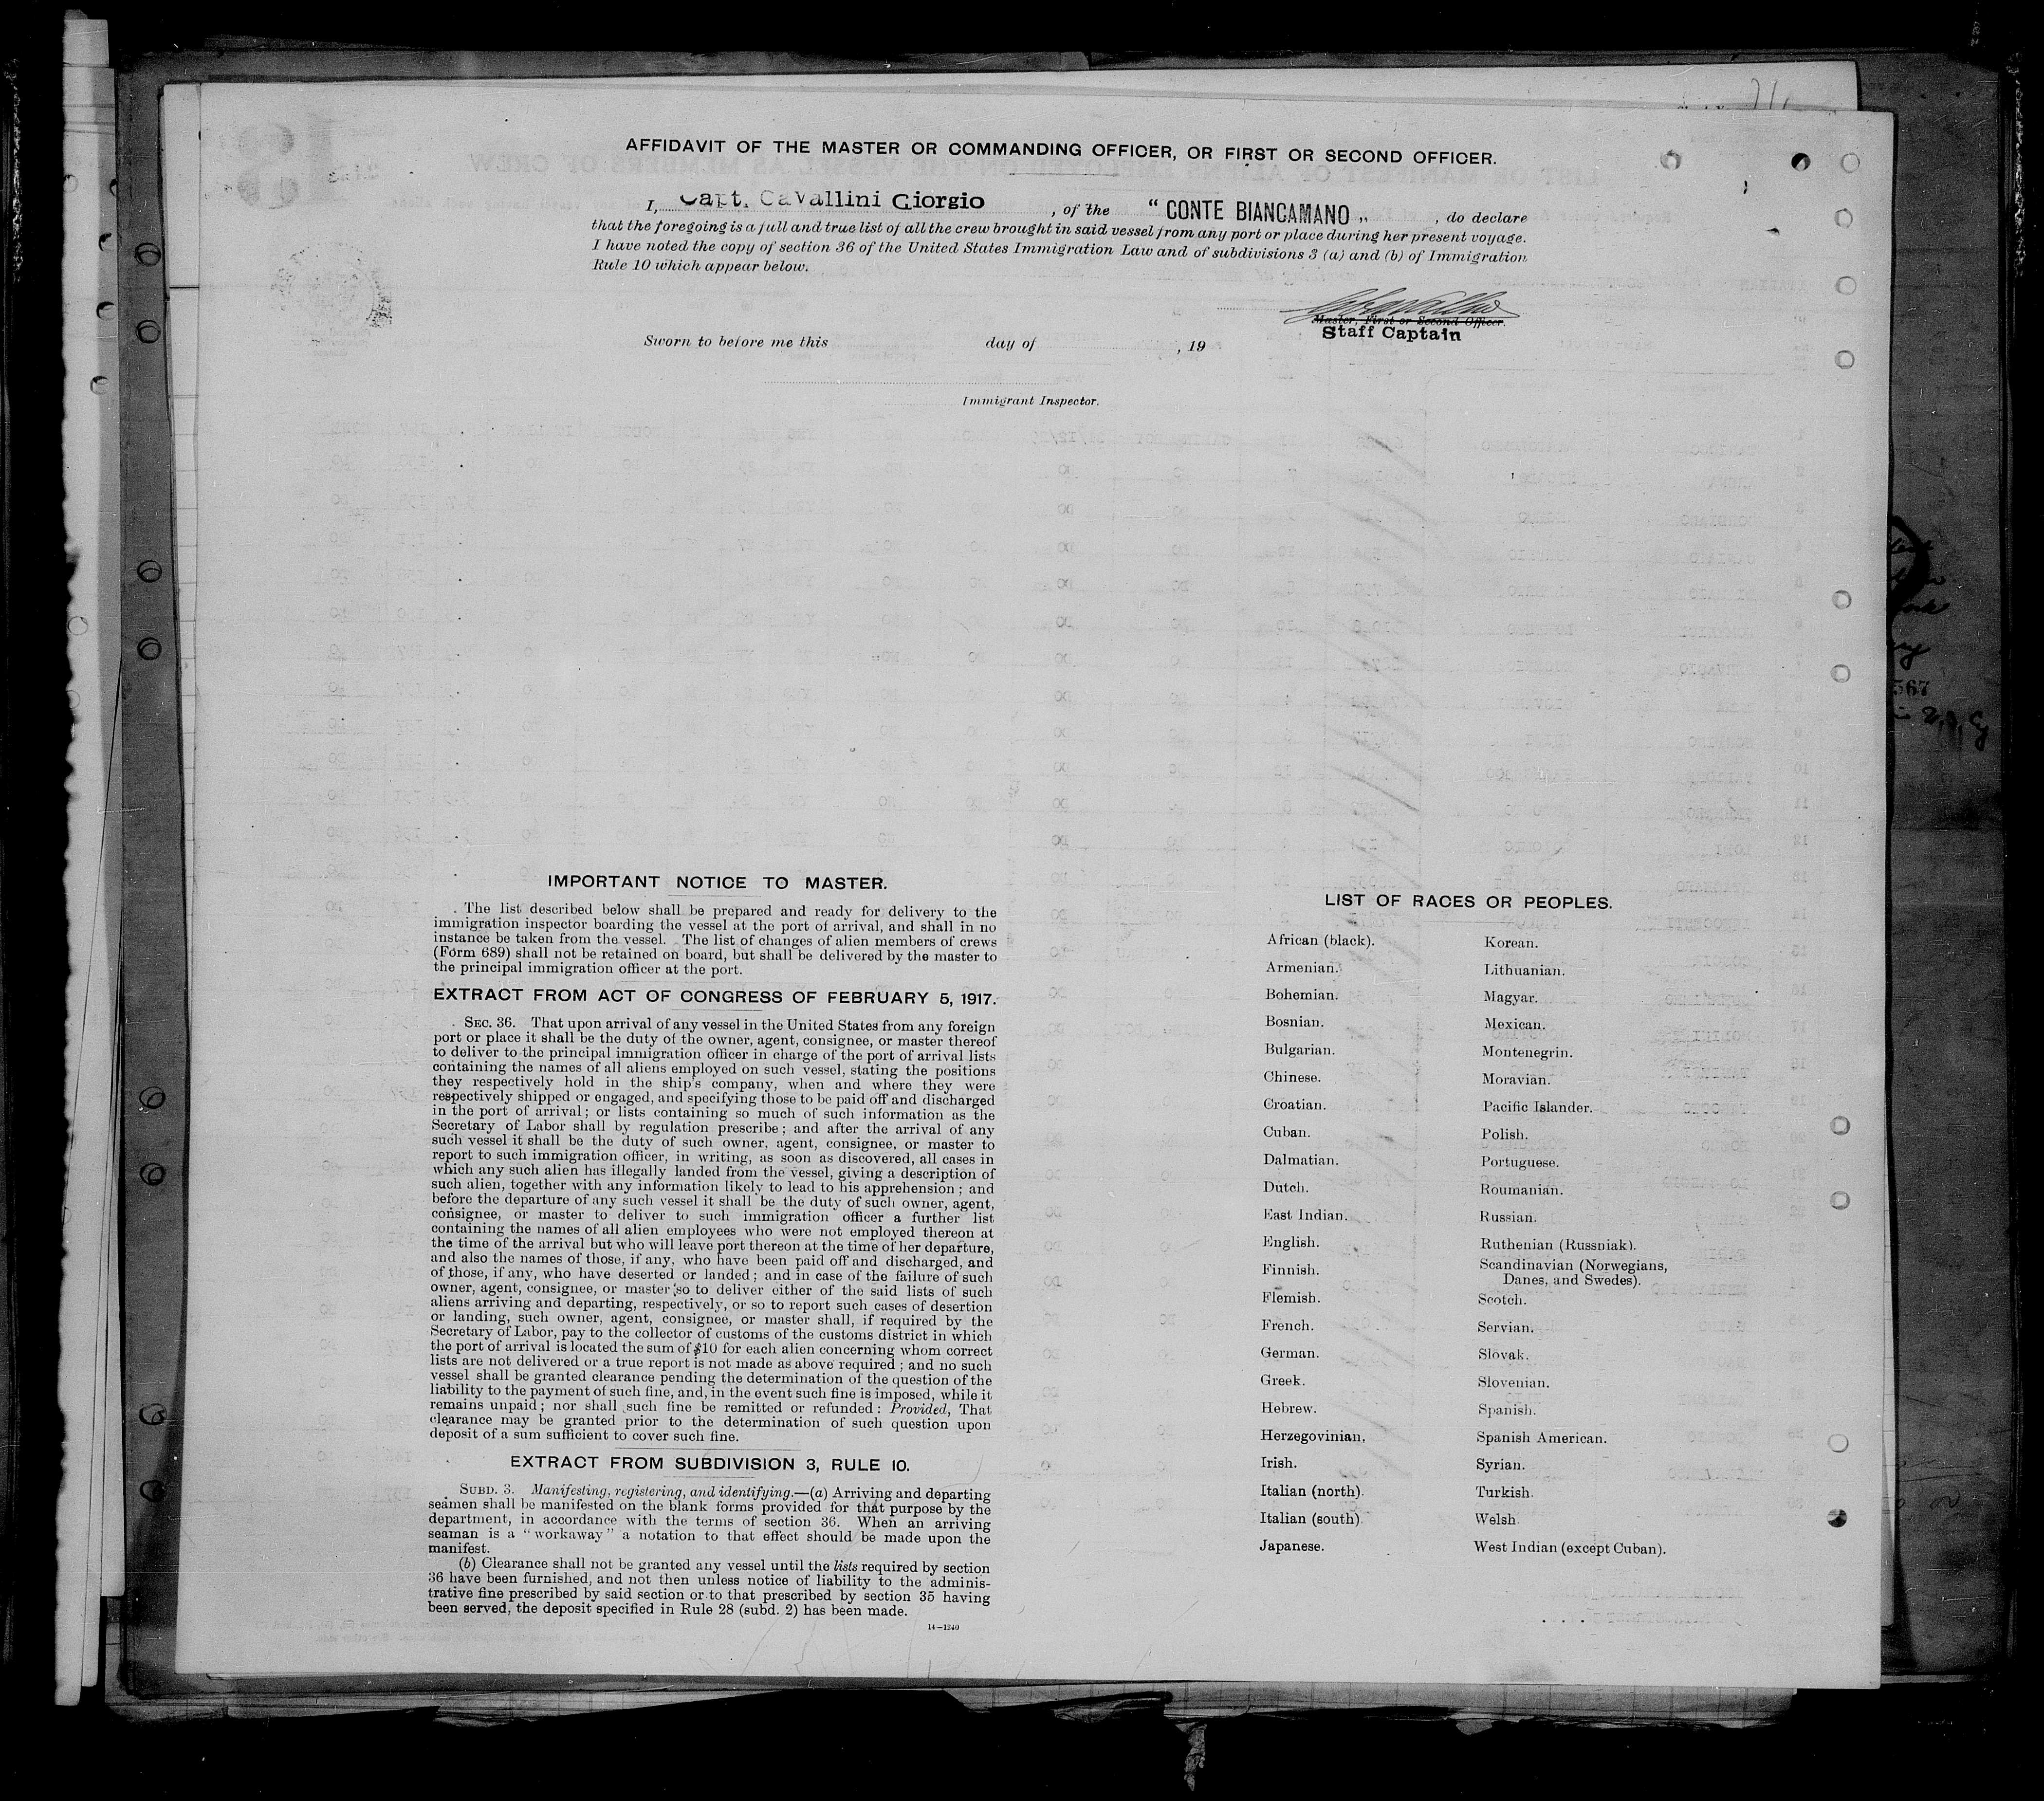 AFFIDAVIT OF THE MASTER OR COMMANDING OFFICER, OR FIRST OR SECOND OFFICER.
I, Capt. Cavallini Giorgio, of the " CONTE BIANCAMANO „, do declare
that the foregoing is a full and true list of all the crew brought in said vessel from any port or place during her present voyage.
I have noted the copy of section 36 of the United States Immigration Law and of subdivisions 3 (a) and (b) of Immigration
Rule 10 which appear below.
Master, First or Second Officer.
Staff Captain
Sworn to before me this day of , 19
Immigrant Inspector.
IMPORTANT NOTICE TO MASTER.
The list described below shall be prepared and ready for delivery to the
immigration inspector boarding the vessel at the port of arrival, and shall in no
instance be taken from the vessel. The list of changes of alien members of crews
(Form 689) shall not be retained on board, but shall be delivered by the master to
the principal immigration officer at the port.
EXTRACT FROM ACT OF CONGRESS OF FEBRUARY 5, 1917.
SEC. 36. That upon arrival of any vessel in the United States from any foreign
port or place it shall be the duty of the owner, agent, consignee, or master thereof
to deliver to the principal immigration officer in charge of the port of arrival lists
containing the names of all aliens employed on such vessel, stating the positions
they respectively hold in the ship's company, when and where they were
respectively shipped or engaged, and specifying those to be paid off and discharged
in the port of arrival; or lists containing so much of such information as the
Secretary of Labor shall by regulation prescribe; and after the arrival of any
such vessel it shall be the duty of such owner, agent, consignee, or master to
report to such immigration officer, in writing, as soon as discovered, all cases in
which any such alien has illegally landed from the vessel, giving a description of
such alien, together with any information likely to lead to his apprehension; and
before the departure of any such vessel it shall be the duty of such owner, agent,
consignee, or master to deliver to such immigration officer a further list
containing the names of all alien employees who were not employed thereon at
the time of the arrival but who will leave port thereon at the time of her departure,
and also the names of those, if any, who have been paid off and discharged, and
of those, if any, who have deserted or landed; and in case of the failure of such
owner, agent, consignee, or master so to deliver either of the said lists of such
aliens arriving and departing, respectively, or so to report such cases of desertion
or landing, such owner, agent, consignee, or master shall, if required by the
Secretary of Labor, pay to the collector of customs of the customs district in which
the port of arrival is located the sum of $10 for each alien concerning whom correct
lists are not delivered or a true report is not made as above required; and no such
vessel shall be granted clearance pending the determination of the question of the
liability to the payment of such fine, and, in the event such fine is imposed, while it
remains unpaid; nor shall such fine be remitted or refunded: Provided, That
clearance may be granted prior to the determination of such question upon
deposit of a sum sufficient to cover such fine.
EXTRACT FROM SUBDIVISION 3, RULE 10.
SUBD. 3. Manifesting, registering, and identifying.—(a) Arriving and departing
seamen shall be manifested on the blank forms provided for that purpose by the
department, in accordance with the terms of section 36. When an arriving
seaman is a "workaway" a notation to that effect should be made upon the
manifest.
(b) Clearance shall not be granted any vessel until the lists required by section
36 have been furnished, and not then unless notice of liability to the adminis-
trative fine prescribed by said section or to that prescribed by section 35 having
been served, the deposit specified in Rule 28 (subd. 2) has been made.
14—1240
LIST OF RACES OR PEOPLES.
African (black).
Armenian.
Bohemian.
Bosnian.
Bulgarian.
Chinese.
Croatian.
Cuban.
Dalmatian.
Dutch.
East Indian.
English.
Finnish.
Flemish.
French.
German.
Greek.
Hebrew.
Herzegovinian.
Irish.
Italian (north).
Italian (south).
Japanese.
Korean.
Lithuanian.
Magyar.
Mexican.
Montenegrin.
Moravian.
Pacific Islander.
Polish.
Portuguese.
Roumanian.
Russian.
Ruthenian (Russniak).
Scandinavian (Norwegians,
Danes, and Swedes).
Scotch.
Servian.
Slovak.
Slovenian.
Spanish.
Spanish American.
Syrian.
Turkish.
Welsh.
West Indian (except Cuban).
567